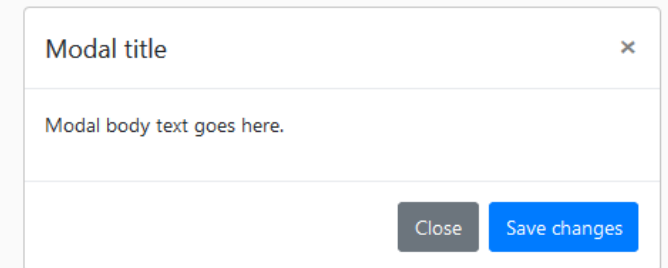 Modal title ×
Modal body text goes here.
Close Save changes